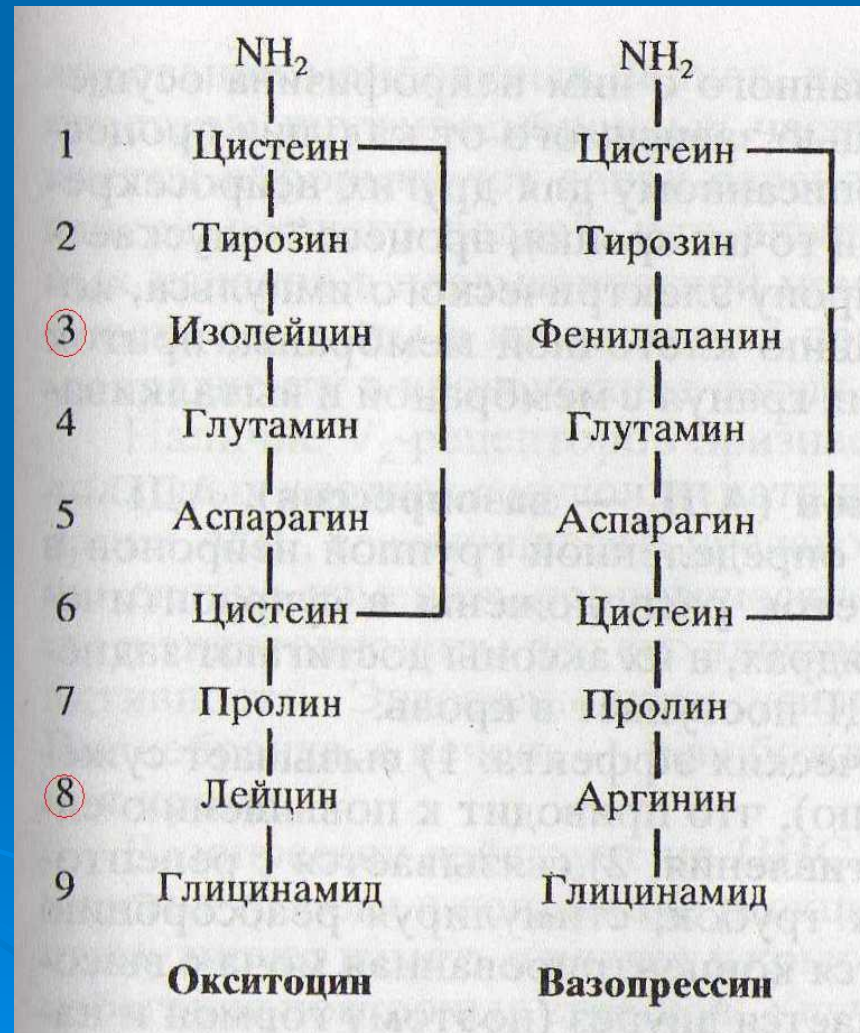 NH₂ NH₂
1 Цистеин Цистеин
2 Тирозин Тирозин
3 Изолейцин Фенилаланин
4 Глутамин Глутамин
5 Аспарагин Аспарагин
6 Цистеин Цистеин
7 Пролин Пролин
8 Лейцин Аргинин
9 Глицинамид Глицинамид
Окситоцин Вазопрессин